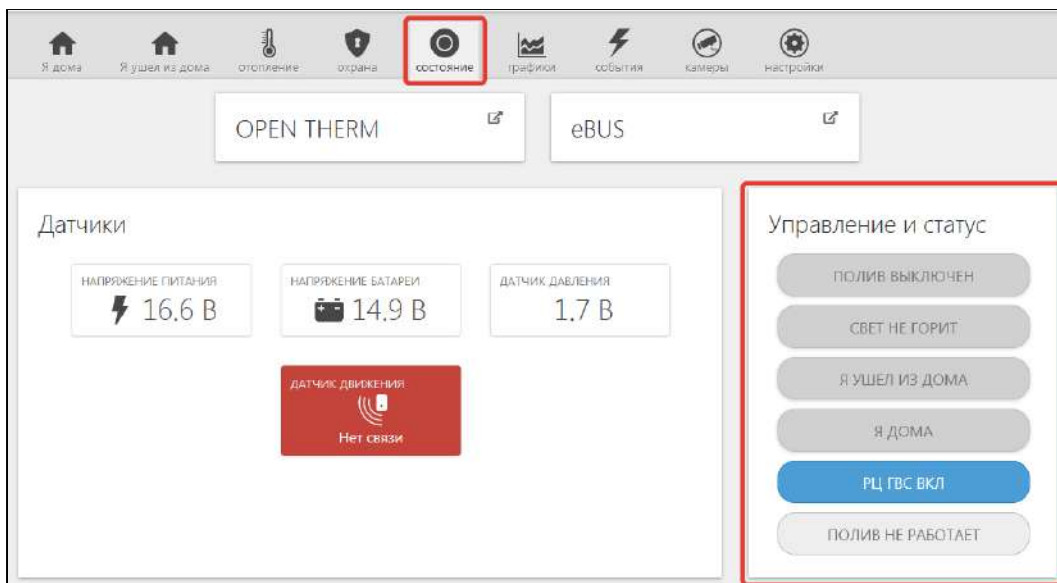 Я дома
Я ушел из дома
отопление
охрана
состояние
графики
события
камеры
настройки
OPEN THERM
eBUS
Датчики
НАПРЯЖЕНИЕ ПИТАНИЯ
16.6 В
НАПРЯЖЕНИЕ БАТАРЕИ
14.9 В
ДАТЧИК ДАВЛЕНИЯ
1.7 В
ДАТЧИК ДВИЖЕНИЯ
Нет связи
Управление и статус
ПОЛИВ ВЫКЛЮЧЕН
СВЕТ НЕ ГОРИТ
Я УШЕЛ ИЗ ДОМА
Я ДОМА
РЦ ГВС ВКЛ
ПОЛИВ НЕ РАБОТАЕТ